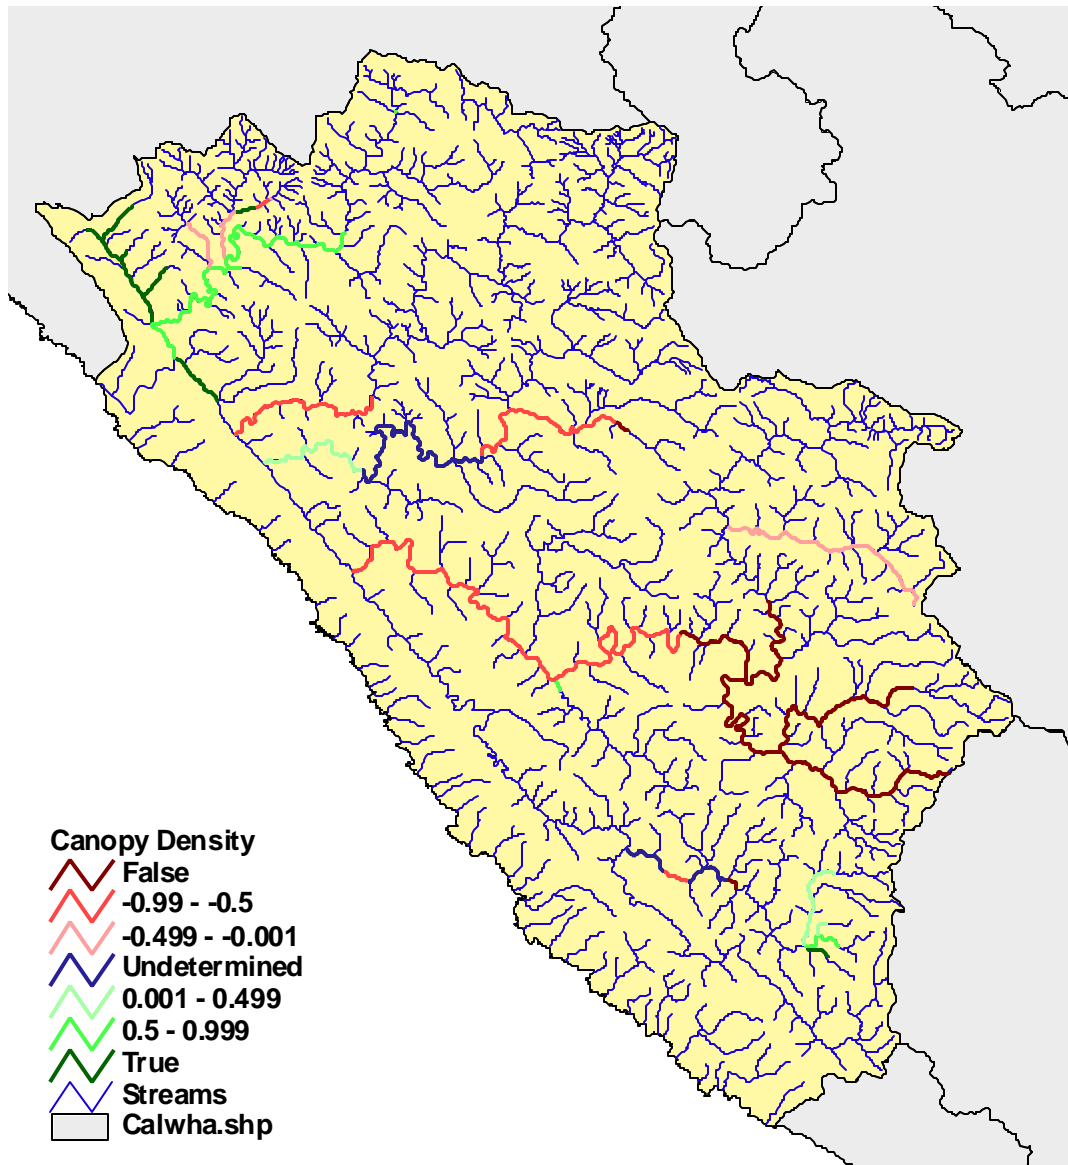 Canopy Density
False
-0.99 - -0.5
-0.499 - -0.001
Undetermined
0.001 - 0.499
0.5 - 0.999
True
Streams
Calwha.shp